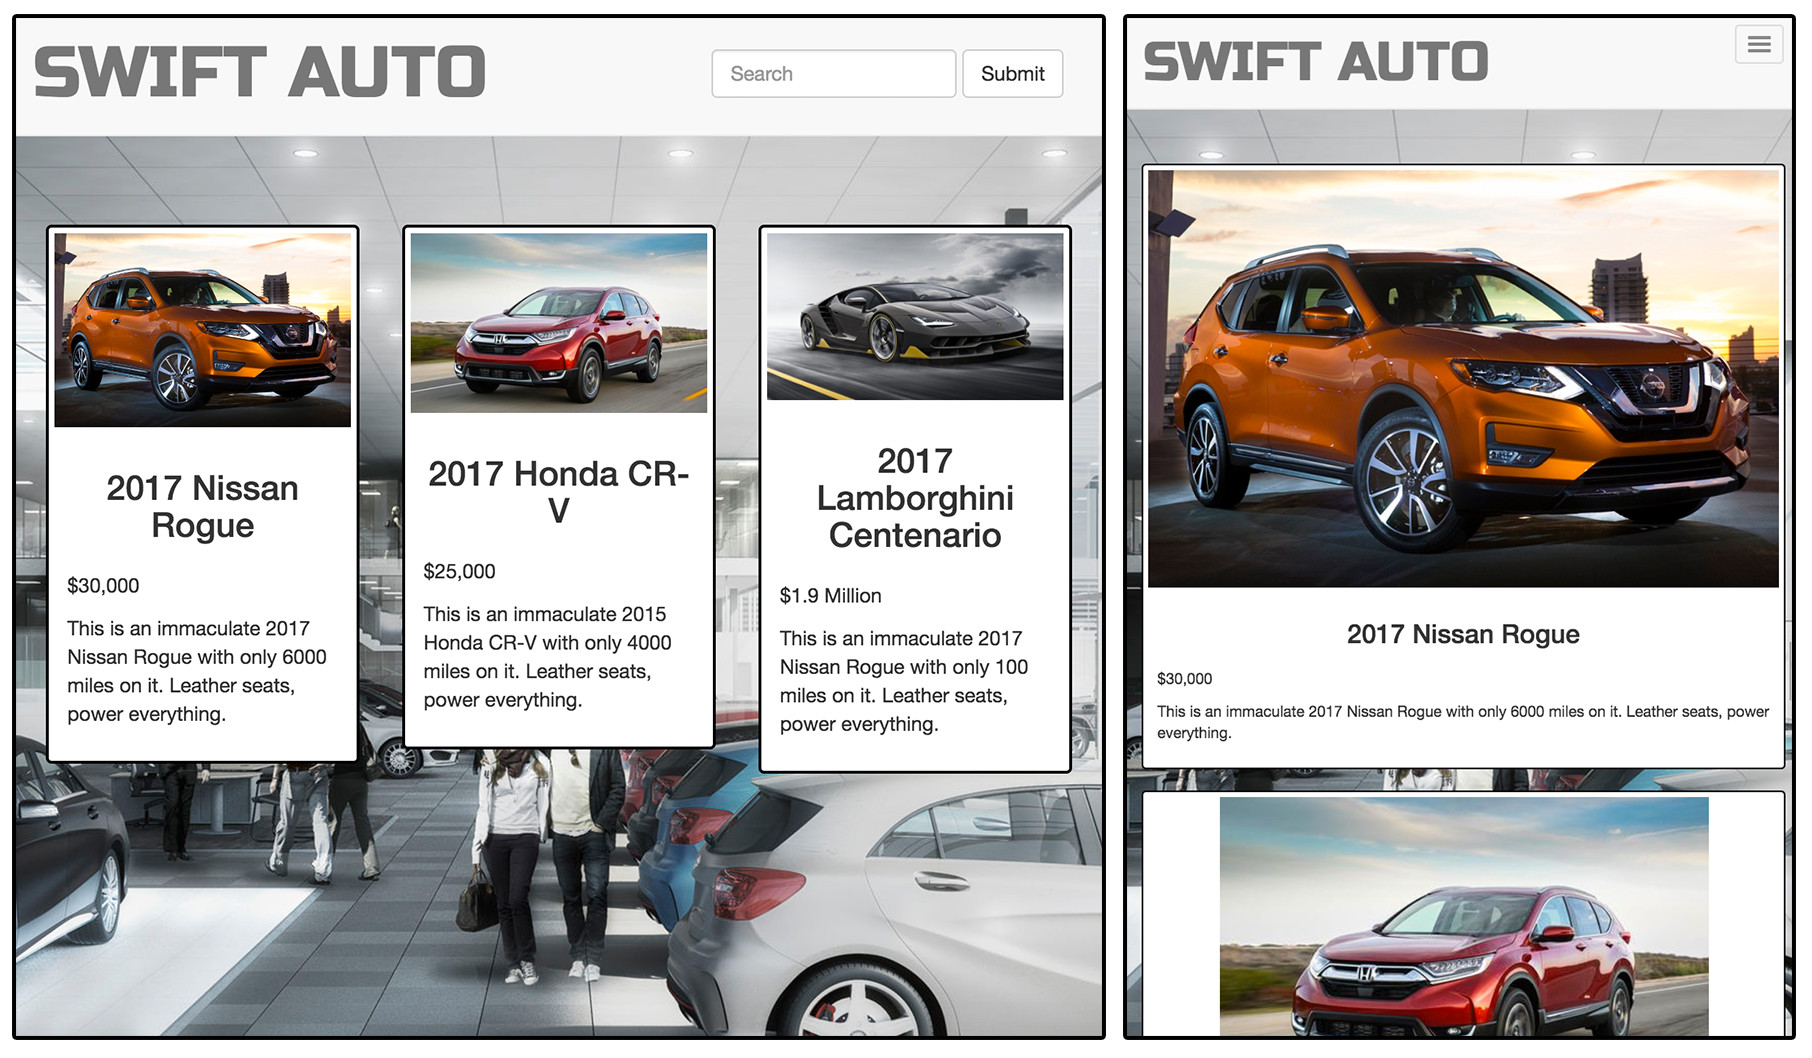 SWIFT AUTO
Search
Submit
2017 Nissan
Rogue
$30,000
This is an immaculate 2017
Nissan Rogue with only 6000
miles on it. Leather seats,
power everything.
2017 Honda CR-
V
$25,000
This is an immaculate 2015
Honda CR-V with only 4000
miles on it. Leather seats,
power everything.
2017
Lamborghini
Centenario
$1.9 Million
This is an immaculate 2017
Nissan Rogue with only 100
miles on it. Leather seats,
power everything.
SWIFT AUTO
2017 Nissan Rogue
$30,000
This is an immaculate 2017 Nissan Rogue with only 6000 miles on it. Leather seats, power
everything.